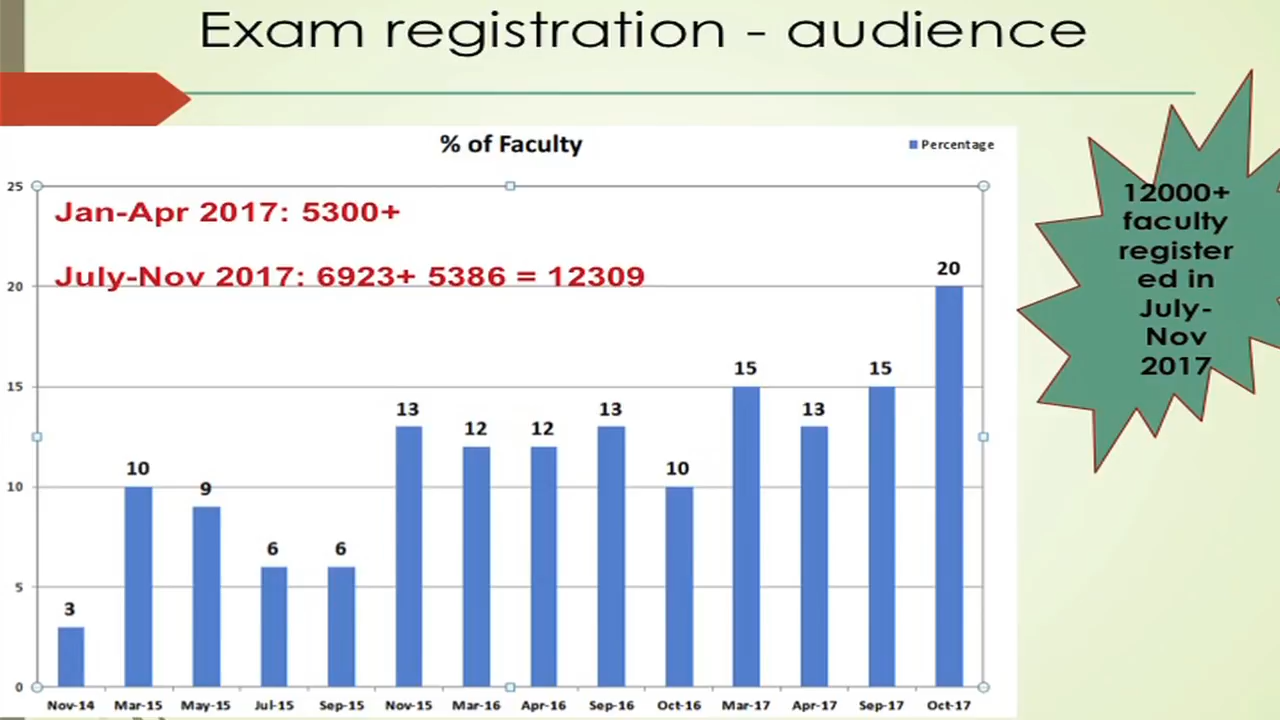 Exam registration - audience
% of Faculty
Percentage
25
20
15
10
5
0
Jan-Apr 2017: 5300+
July-Nov 2017: 6923+ 5386 = 12309
3
10
9
6
6
13
12
12
13
10
15
13
15
20
Nov-14 Mar-15 May-15 Jul-15 Sep-15 Nov-15 Mar-16 Apr-16 Sep-16 Oct-16 Mar-17 Apr-17 Sep-17 Oct-17
12000+
faculty
register
ed in
July-
Nov
2017